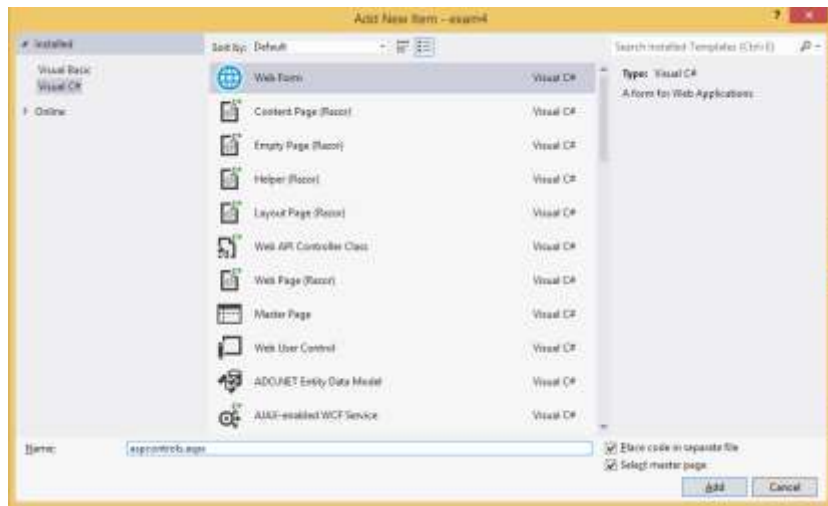 Add New Item - exam4
Installed
Sort by: Default
Search Installed Templates (Ctrl+E)
Visual Basic
Visual C#
Online
Web Form Visual C#
Content Page (Razor) Visual C#
Empty Page (Razor) Visual C#
Helper (Razor) Visual C#
Layout Page (Razor) Visual C#
Web API Controller Class Visual C#
Web Page (Razor) Visual C#
Master Page Visual C#
Web User Control Visual C#
ADO.NET Entity Data Model Visual C#
AJAX-enabled WCF Service Visual C#
Type: Visual C#
A form for Web Applications
Name: aspcontrols.aspx
Place code in separate file
Select master page
Add Cancel